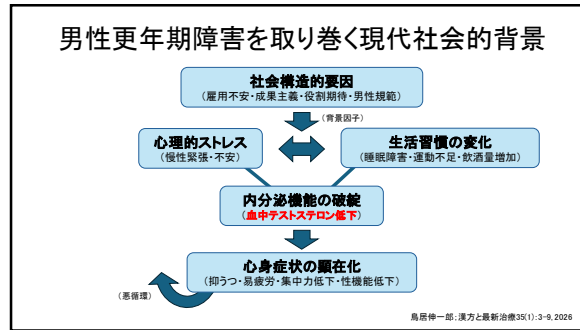 男性更年期障害を取り巻く現代社会的背景
社会構造的要因
(雇用不安・成果主義・役割期待・男性規範)
(背景因子)
心理的ストレス
(慢性緊張・不安)
生活習慣の変化
(睡眠障害・運動不足・飲酒量増加)
内分泌機能の破綻
(血中テストステロン低下)
心身症状の顕在化
(抑うつ・易疲労・集中力低下・性機能低下)
(悪循環)
鳥居伸一郎;漢方と最新治療35(1):3-9,2026